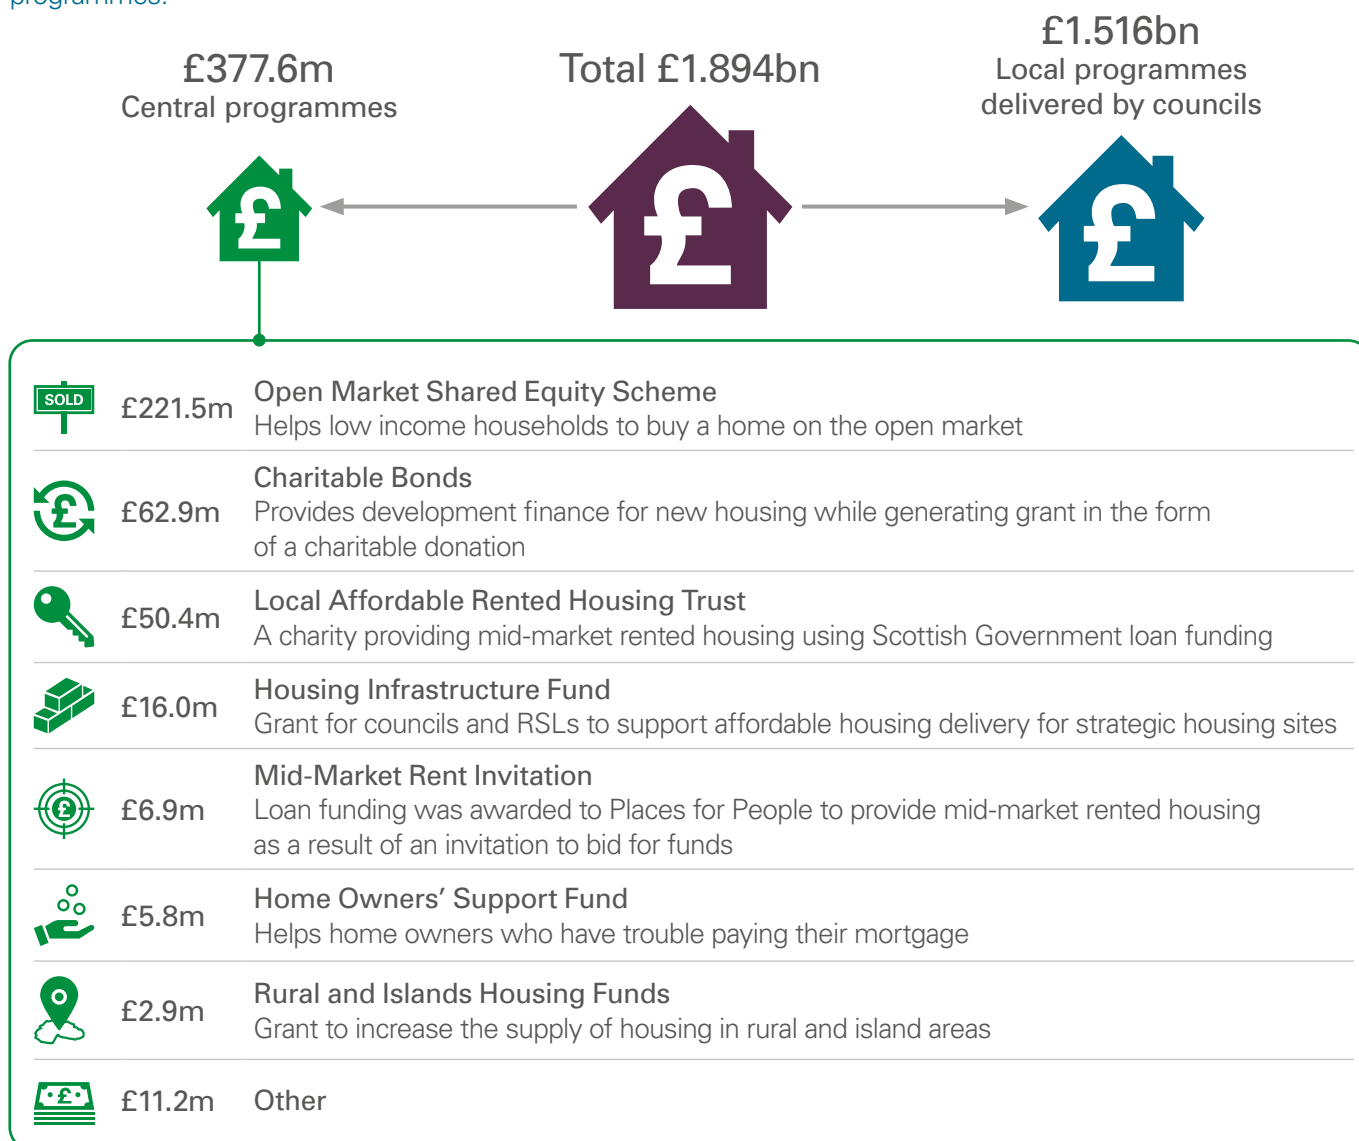 programmes.
£377.6m
Central programmes
Total £1.894bn
£1.516bn
Local programmes
delivered by councils
£
£
£
SOLD
£221.5m
Open Market Shared Equity Scheme
Helps low income households to buy a home on the open market
£
£62.9m
Charitable Bonds
Provides development finance for new housing while generating grant in the form
of a charitable donation
£50.4m
Local Affordable Rented Housing Trust
A charity providing mid-market rented housing using Scottish Government loan funding
£16.0m
Housing Infrastructure Fund
Grant for councils and RSLs to support affordable housing delivery for strategic housing sites
£
£6.9m
Mid-Market Rent Invitation
Loan funding was awarded to Places for People to provide mid-market rented housing
as a result of an invitation to bid for funds
£5.8m
Home Owners’ Support Fund
Helps home owners who have trouble paying their mortgage
£2.9m
Rural and Islands Housing Funds
Grant to increase the supply of housing in rural and island areas
£
£11.2m
Other